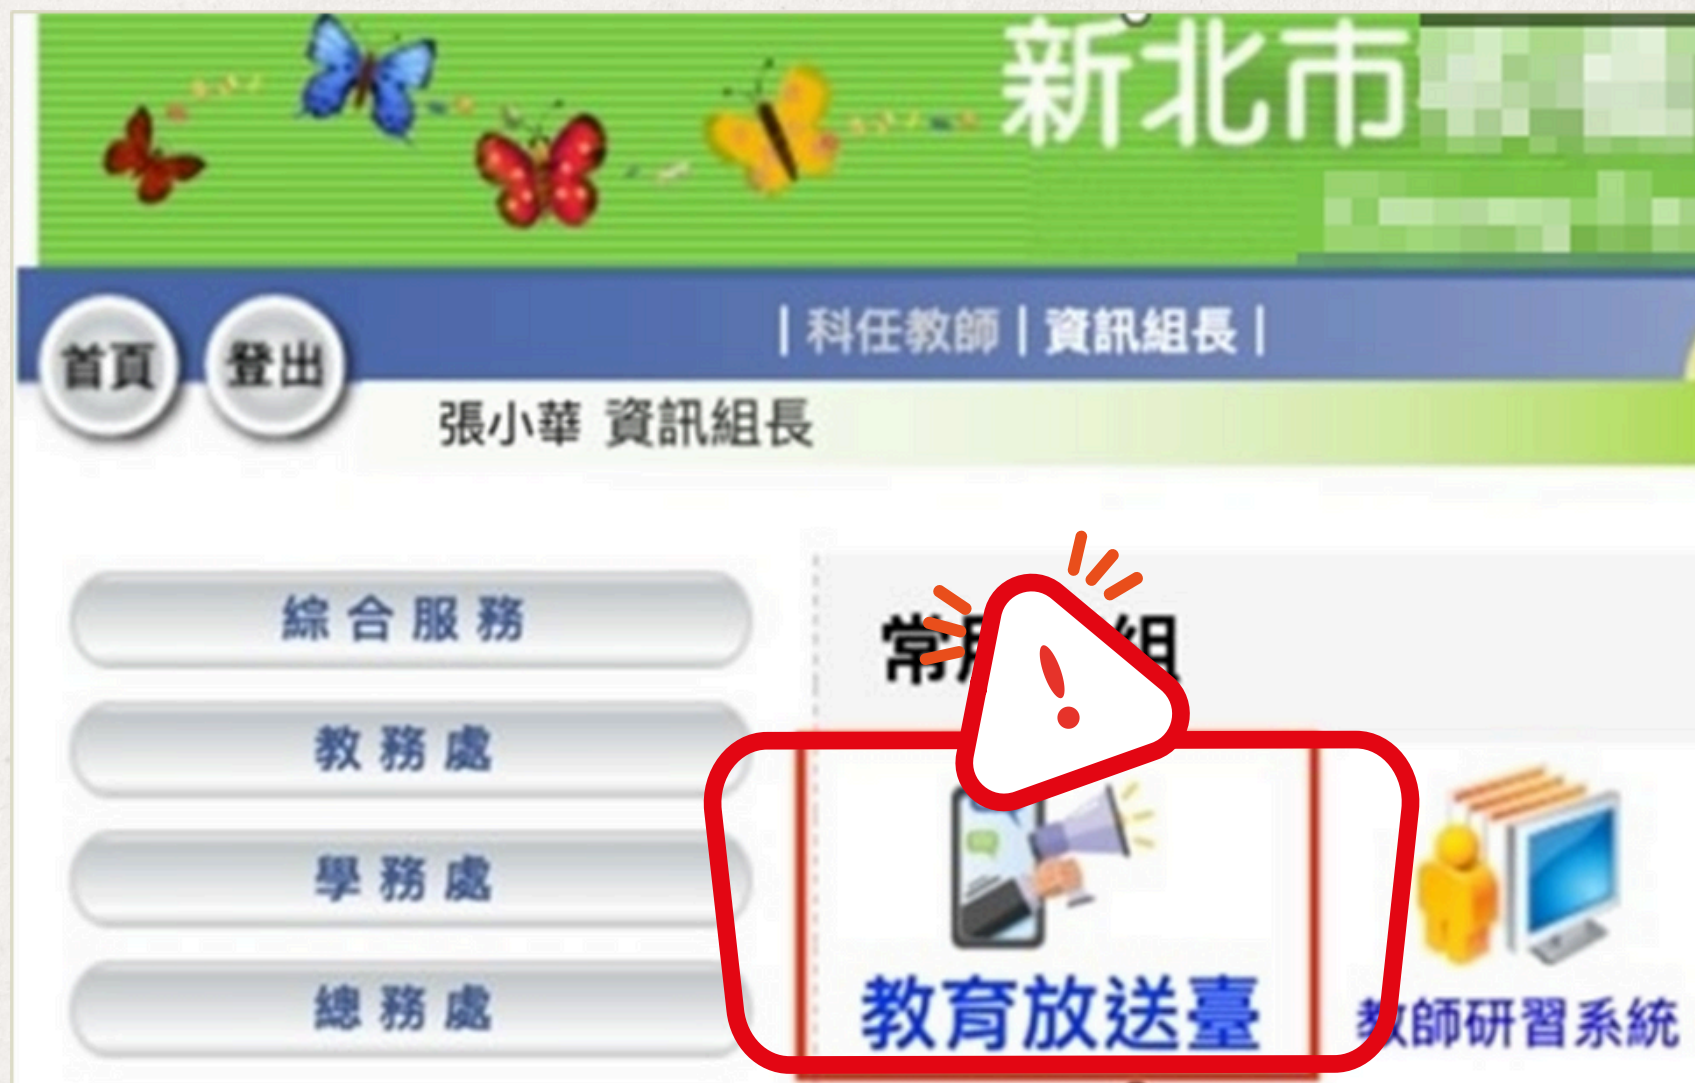 新北市
首頁
登出
|科任教師|資訊組長|
張小華 資訊組長
綜合服務
教務處
學務處
總務處
常 組
教育放送臺
教師研習系統